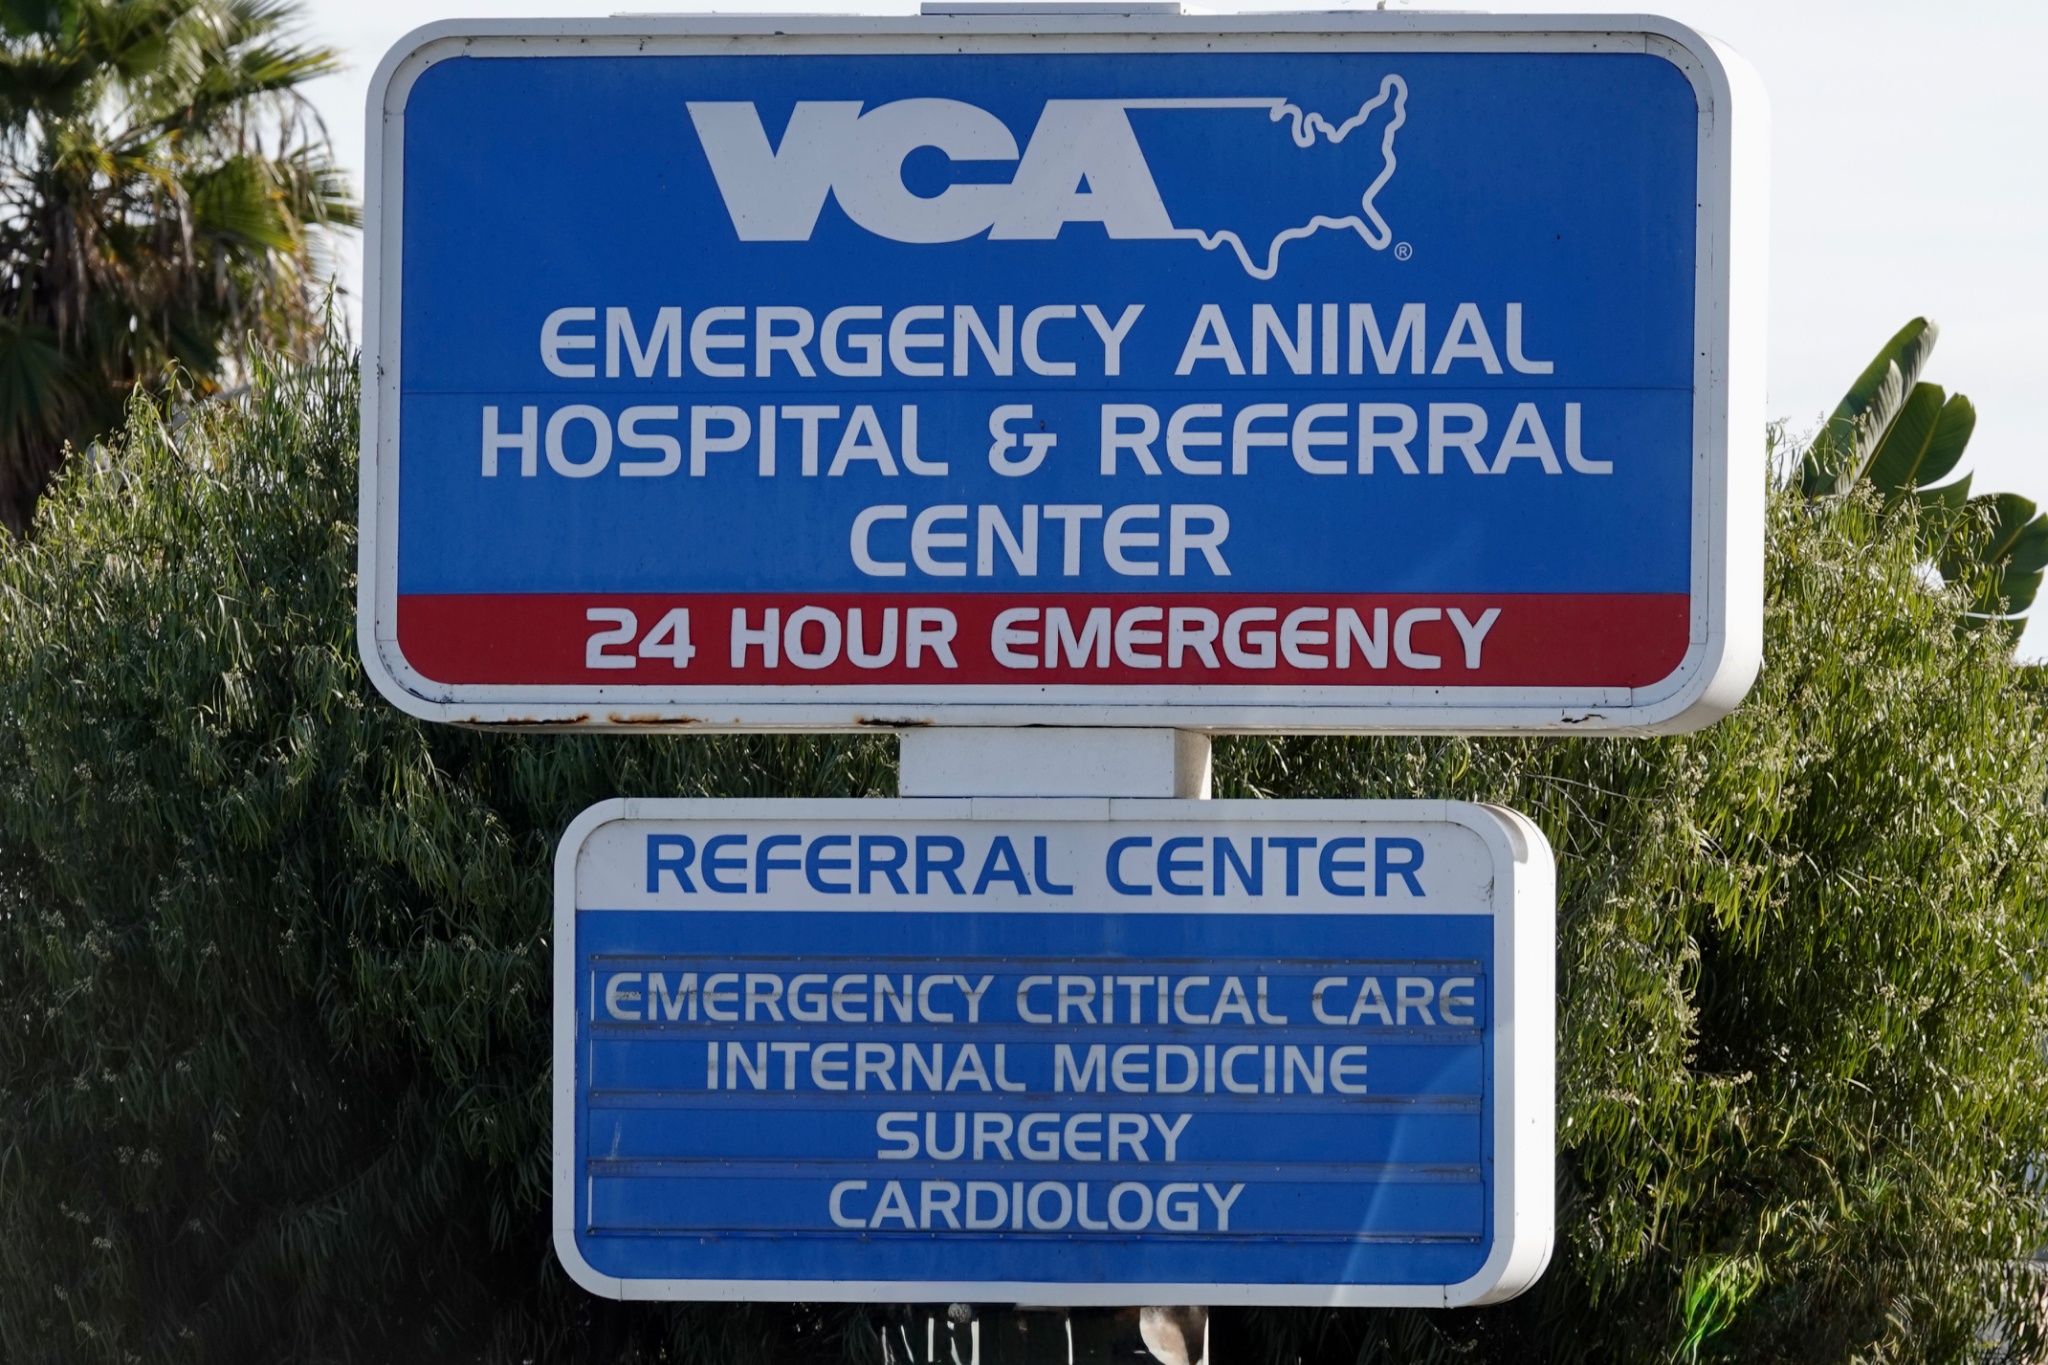 VCA®
EMERGENCY ANIMAL
HOSPITAL & REFERRAL
CENTER
24 HOUR EMERGENCY
REFERRAL CENTER
EMERGENCY CRITICAL CARE
INTERNAL MEDICINE
SURGERY
CARDIOLOGY